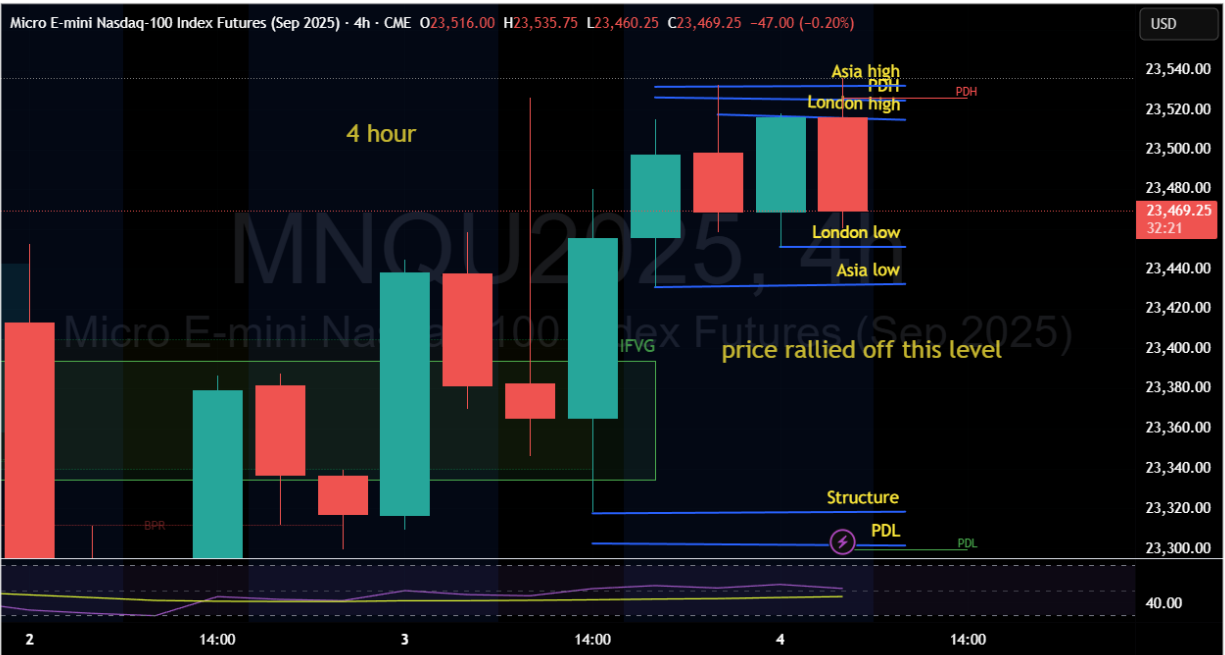 Micro E-mini Nasdaq-100 Index Futures (Sep 2025) · 4h · CME O23,516.00 H23,535.75 L23,460.25 C23,469.25 −47.00 (−0.20%)
USD
23,540.00
Asia high
PDH
PDH
London high
23,520.00
4 hour
23,500.00
23,480.00
23,469.25
32:21
MNQU2025, 4h
London low
Asia low
23,440.00
23,420.00
Micro E-mini Nasdaq-100 Index Futures (Sep 2025)
IFVG
price rallied off this level
23,400.00
23,380.00
23,360.00
23,340.00
Structure
23,320.00
BPR
PDL
PDL
23,300.00
40.00
2 14:00 3 14:00 4 14:00